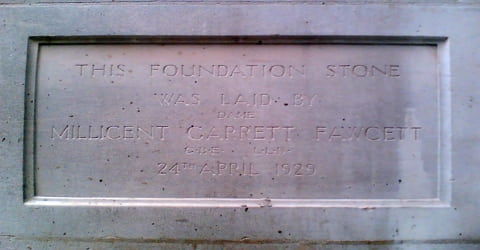 THIS FOUNDATION STONE
WAS LAID BY
DAME
MILLICENT GARRETT FAWCETT
24TH APRIL 1929